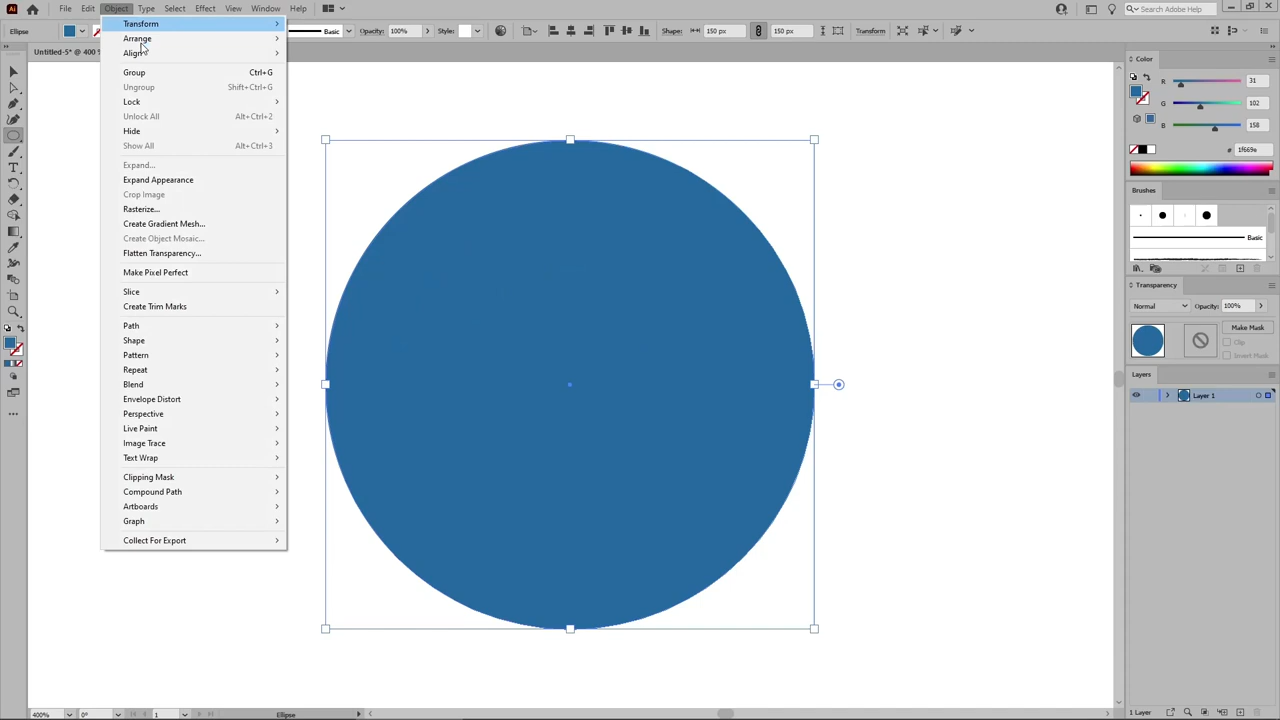 Ai File Edit Object Type Select Effect View Window Help Search Adobe Help
Ellipse Basic Opacity: 100% Style: Shape: 150 px 150 px Transform
Untitled-5* @ 400 %
Transform
Arrange
Align
Group Ctrl+G
Ungroup Shift+Ctrl+G
Lock
Unlock All Alt+Ctrl+2
Hide
Show All Alt+Ctrl+3
Expand...
Expand Appearance
Crop Image
Rasterize...
Create Gradient Mesh...
Create Object Mosaic...
Flatten Transparency...
Make Pixel Perfect
Slice
Create Trim Marks
Path
Shape
Pattern
Repeat
Blend
Envelope Distort
Perspective
Live Paint
Image Trace
Text Wrap
Clipping Mask
Compound Path
Artboards
Graph
Collect For Export
Color
R 31
G 102
B 158
# 1f669e
Brushes
Basic
Transparency
Normal Opacity: 100%
Make Mask
Clip
Invert Mask
Layers
Layer 1
400% 0° 1 Ellipse 1 Layer